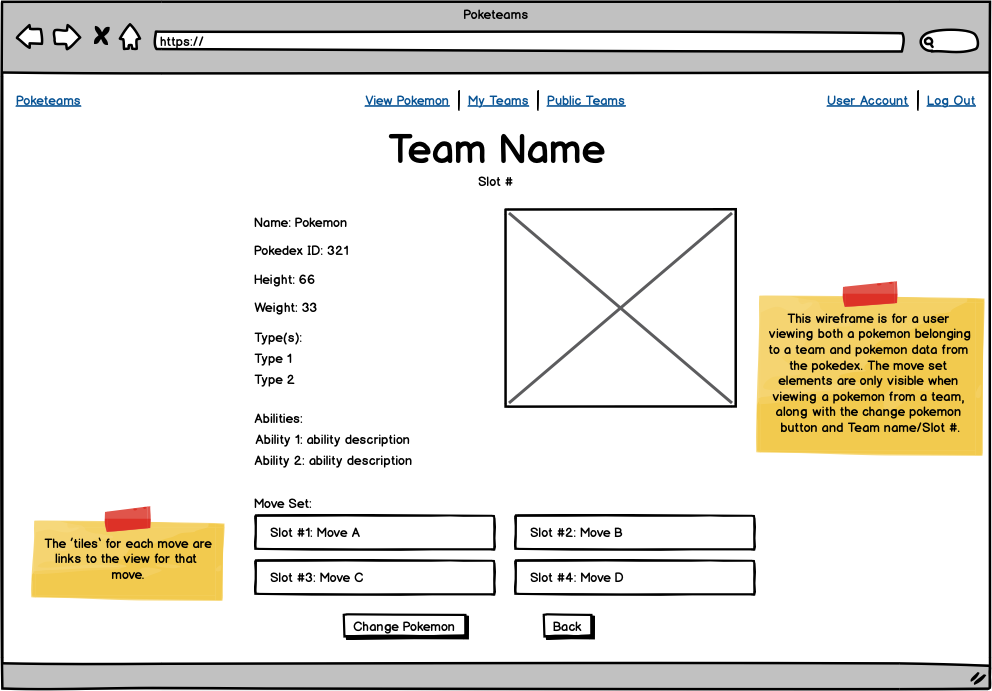 Poketeams
https://
Poketeams
View Pokemon
My Teams
Public Teams
User Account
Log Out
Team Name
Slot #
Name: Pokemon
Pokedex ID: 321
Height: 66
Weight: 33
Type(s):
Type 1
Type 2
Abilities:
Ability 1: ability description
Ability 2: ability description
This wireframe is for a user
viewing both a pokemon belonging
to a team and pokemon data from
the pokedex. The move set
elements are only visible when
viewing a pokemon from a team,
along with the change pokemon
button and Team name/Slot #.
Move Set:
Slot #1: Move A
Slot #2: Move B
Slot #3: Move C
Slot #4: Move D
The 'tiles' for each move are
links to the view for that
move.
Change Pokemon
Back